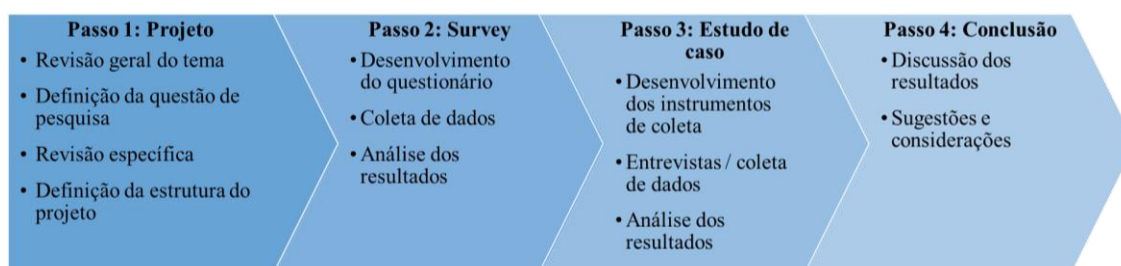 Passo 1: Projeto
• Revisão geral do tema
• Definição da questão de
pesquisa
• Revisão específica
• Definição da estrutura do
projeto
Passo 2: Survey
• Desenvolvimento
do questionário
• Coleta de dados
• Análise dos
resultados
Passo 3: Estudo de
caso
• Desenvolvimento
dos instrumentos
de coleta
• Entrevistas / coleta
de dados
• Análise dos
resultados
Passo 4: Conclusão
• Discussão dos
resultados
• Sugestões e
considerações